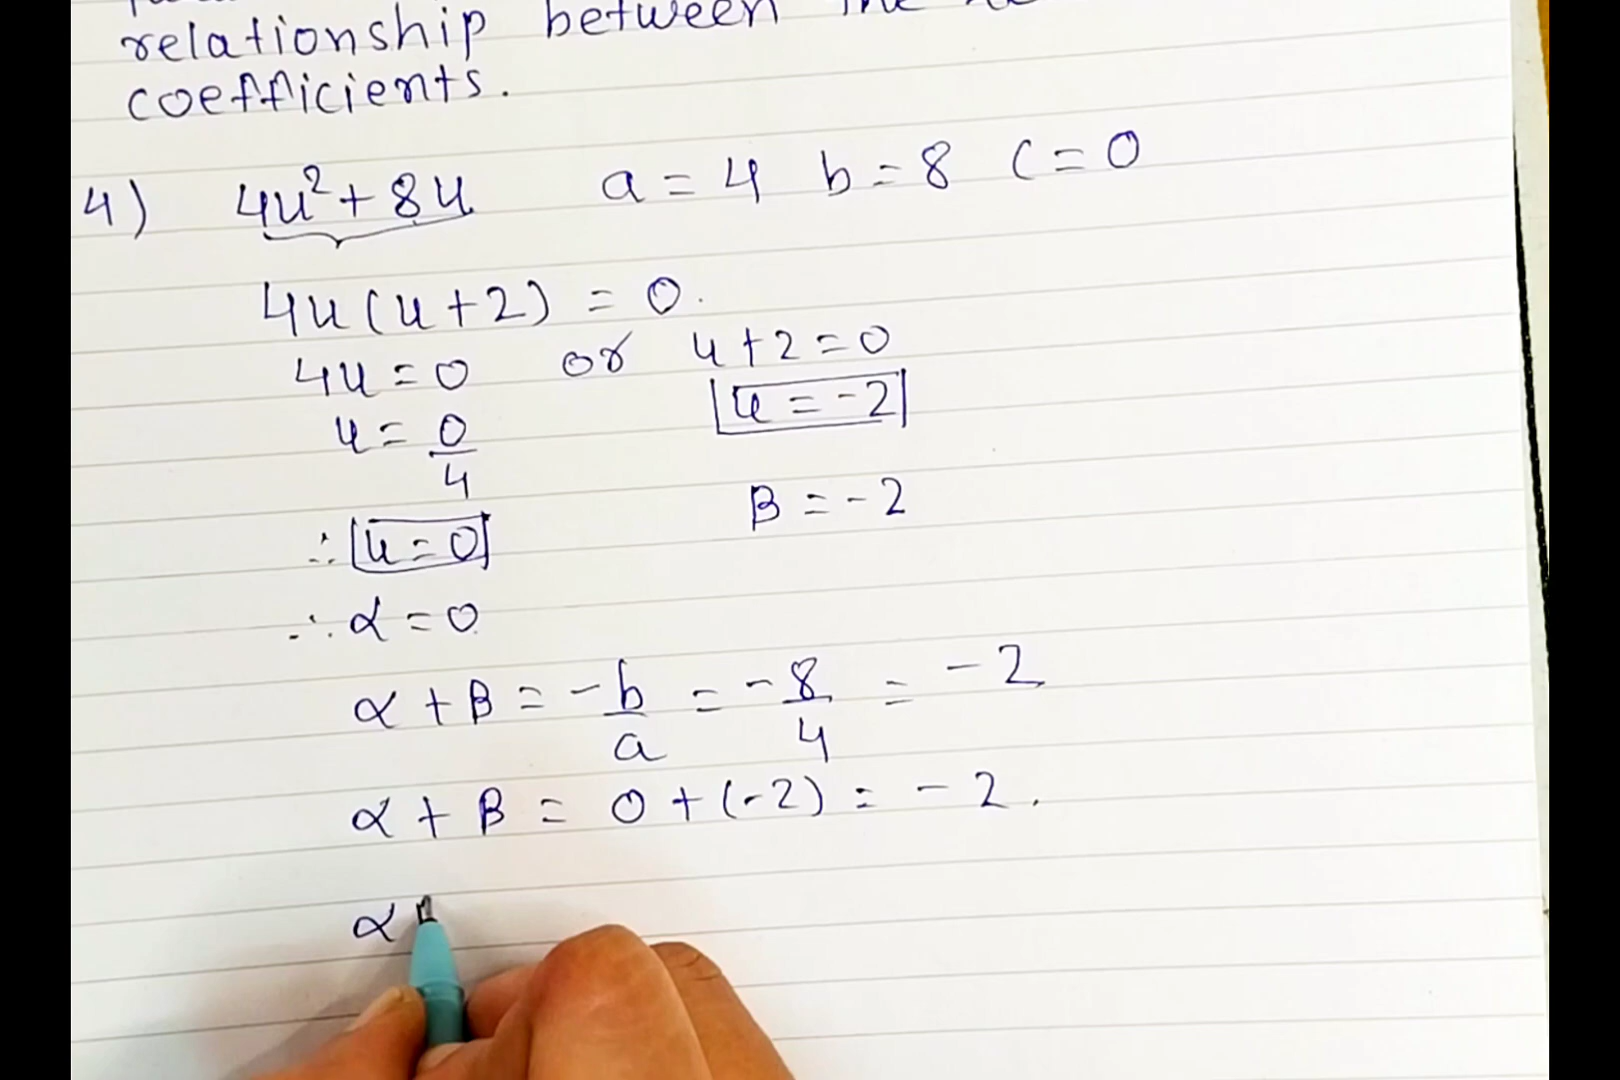 relationship between the
coefficients.
4) 4u² + 8u a = 4 b = 8 c = 0
4u(u+2) = 0.
4u = 0 or u+2 = 0
u = 0/4 u = -2
β = -2
∴ u = 0
∴ α = 0
α + β = -b/a = -8/4 = -2
α + β = 0 + (-2) = -2.
α